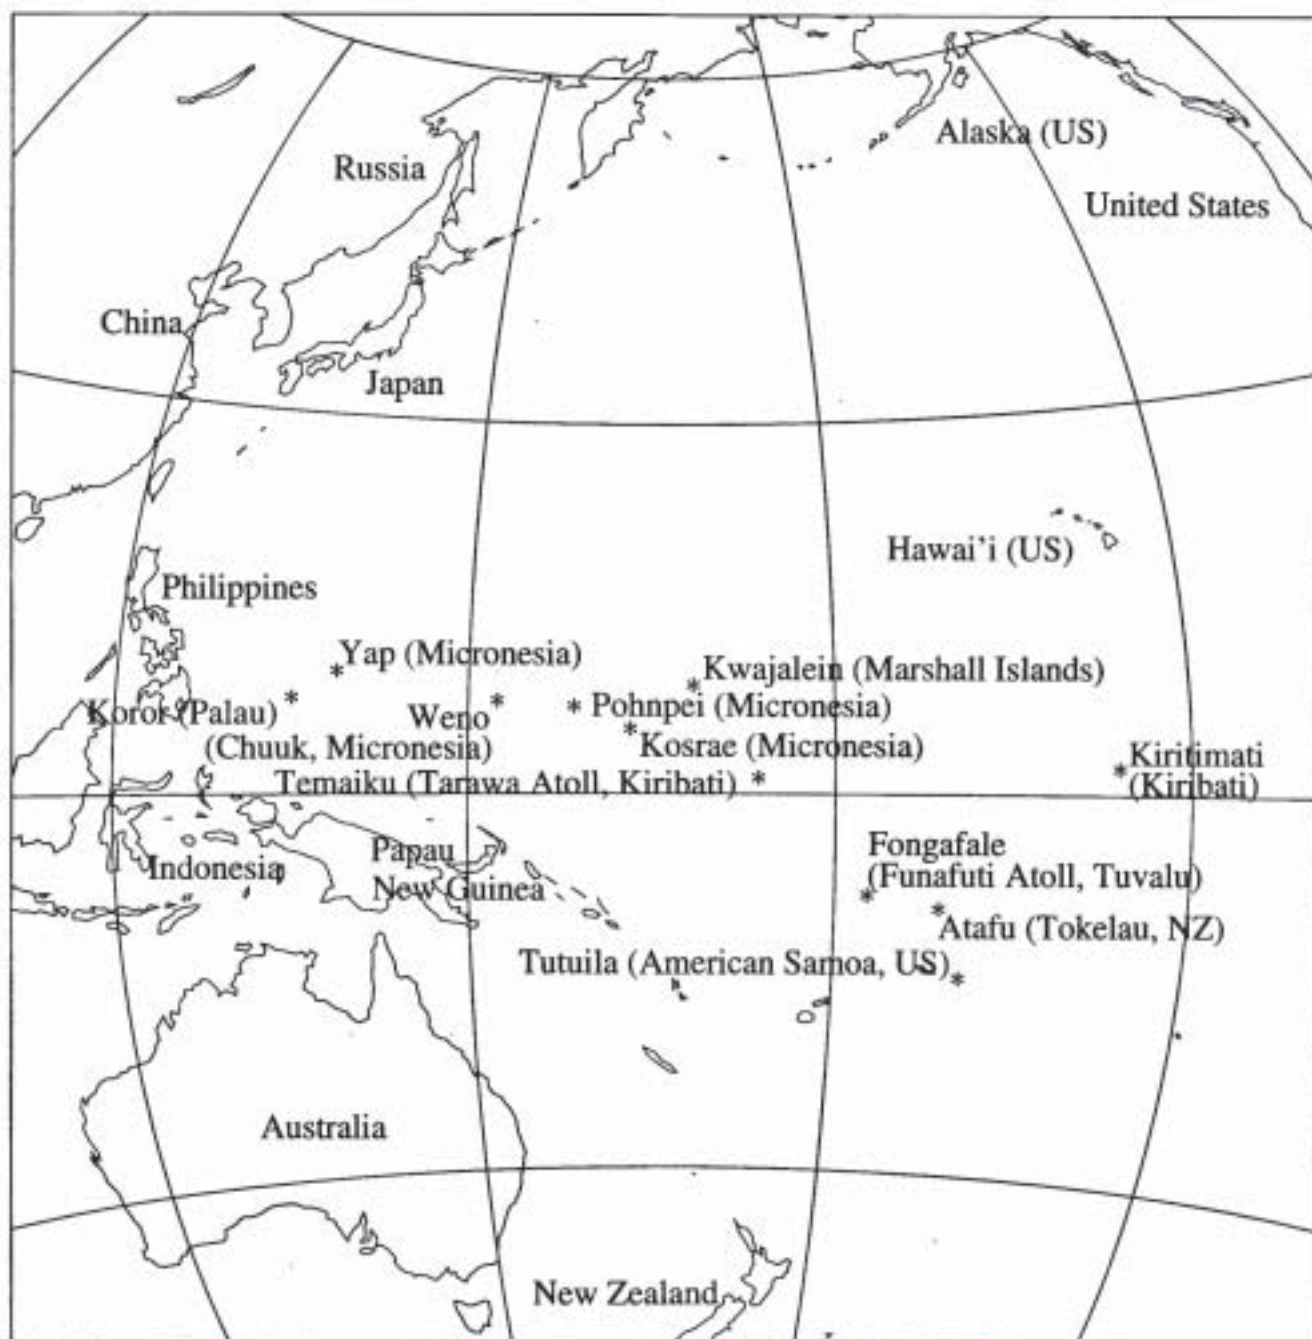 Alaska (US)
Russia
United States
China
Japan
Hawai'i (US)
Philippines
Yap (Micronesia)
Kwajalein (Marshall Islands)
Koror (Palau)
Weno
Pohnpei (Micronesia)
(Chuuk, Micronesia)
Kosrae (Micronesia)
Kiritimati
(Kiribati)
Temaiku (Tarawa Atoll, Kiribati)
Fongafale
(Funafuti Atoll, Tuvalu)
Papau
New Guinea
Indonesia
Atafu (Tokelau, NZ)
Tutuila (American Samoa, US)
Australia
New Zealand